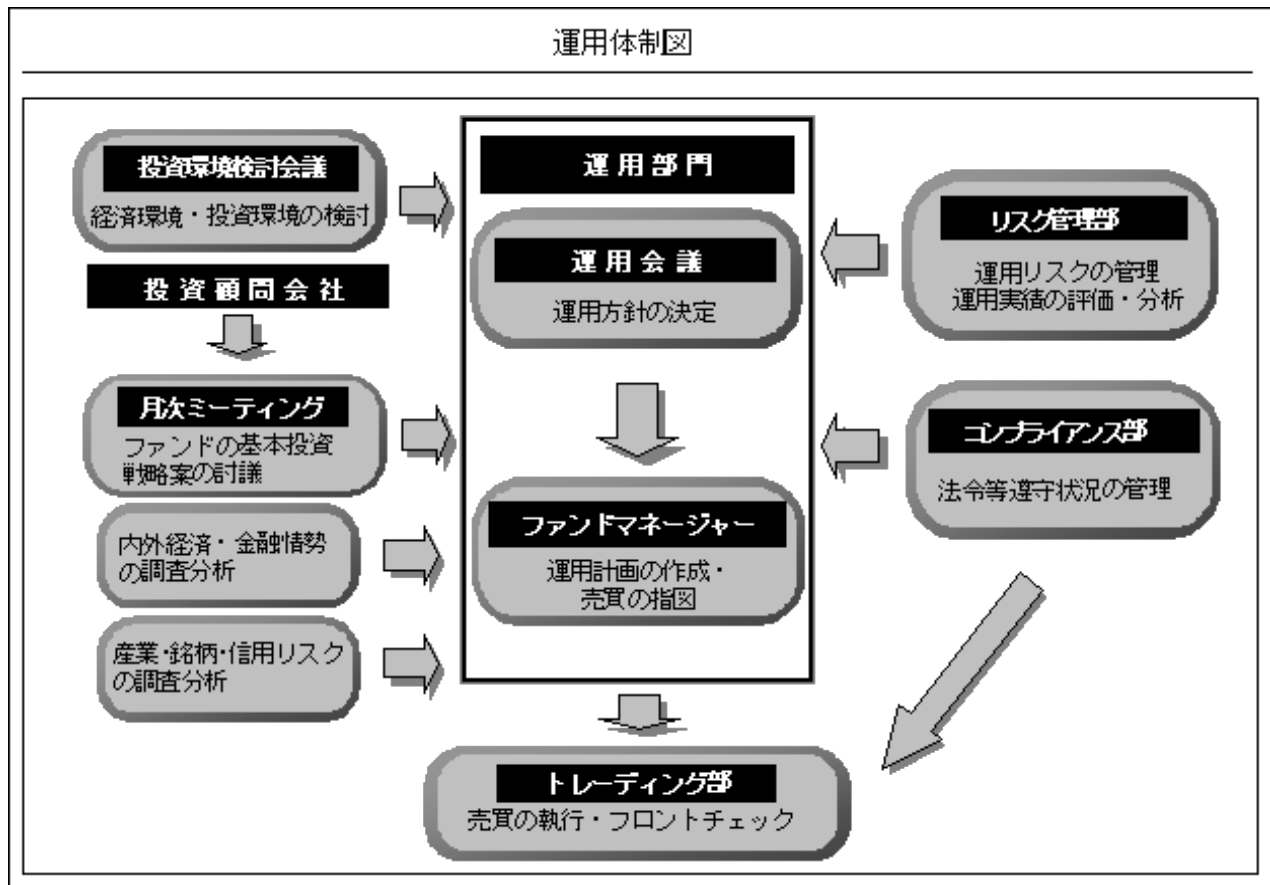 運用体制図
投資環境検討会議
経済環境・投資環境の検討
投資顧問会社
月次ミーティング
ファンドの基本投資
戦略案の討議
内外経済・金融情勢
の調査分析
産業・銘柄・信用リスク
の調査分析
運用部門
運用会議
運用方針の決定
ファンドマネージャー
運用計画の作成・
売買の指図
リスク管理部
運用リスクの管理
運用実績の評価・分析
コンプライアンス部
法令等遵守状況の管理
トレーディング部
売買の執行・フロントチェック